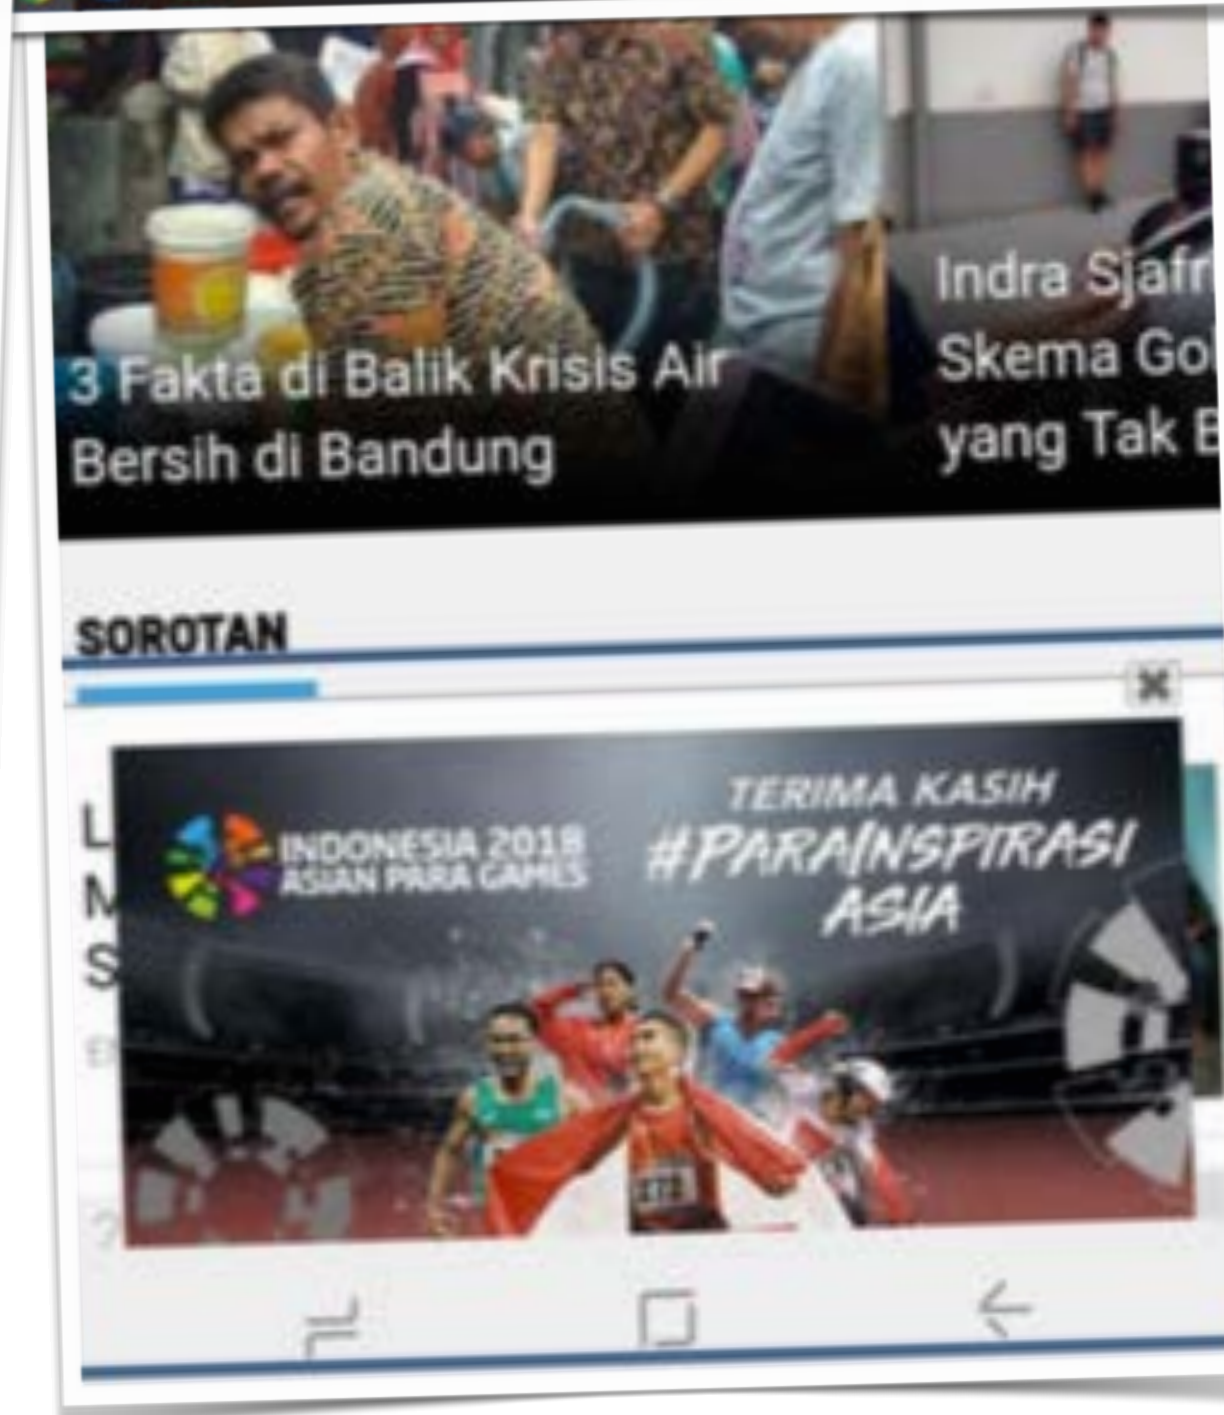 3 Fakta di Balik Krisis Air
Bersih di Bandung
Indra Sjafr
Skema Gol
yang Tak B
SOROTAN
L
M
S
INDONESIA 2018
ASIAN PARA GAMES
TERIMA KASIH
#PARAINSPIRASI
ASIA